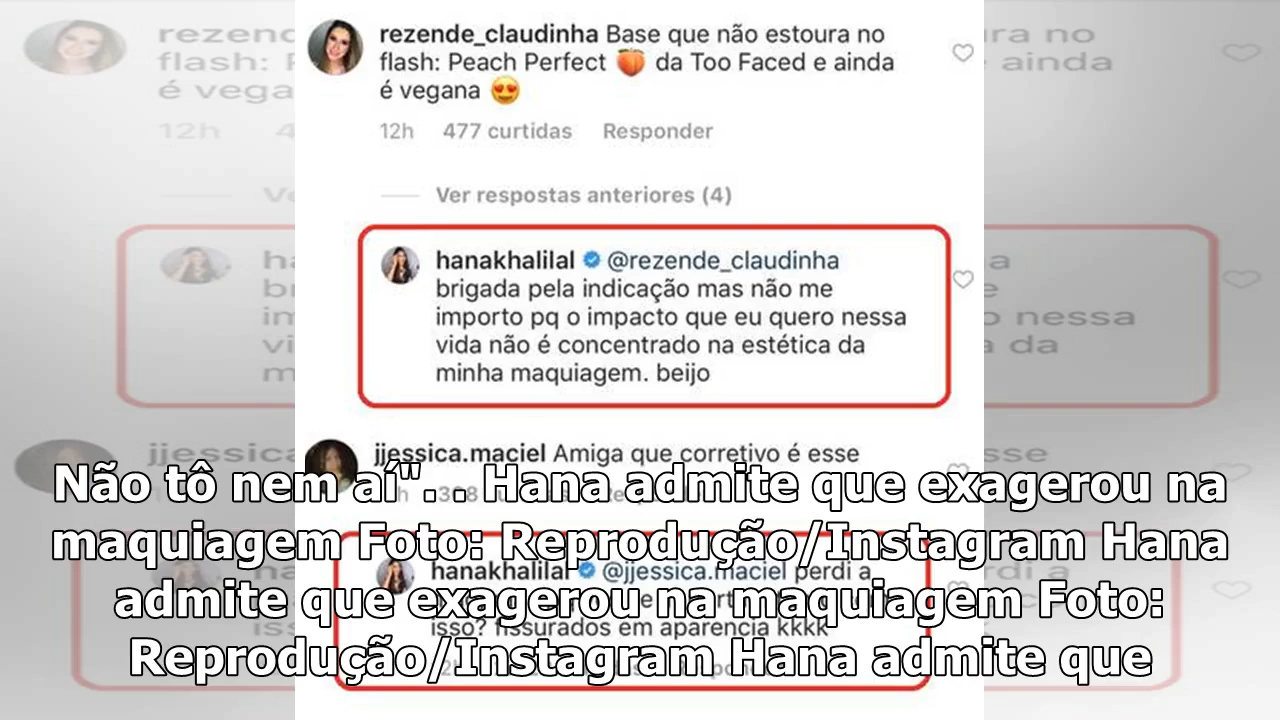 rezende_claudinha Base que não estoura no
flash: Peach Perfect 🍑 da Too Faced e ainda
é vegana 😍
12h 477 curtidas Responder
Ver respostas anteriores (4)
hanakhalilal @rezende_claudinha
brigada pela indicação mas não me
importo pq o impacto que eu quero nessa
vida não é concentrado na estética da
minha maquiagem. beijo
jjessica.maciel Amiga que corretivo é esse
Não tô nem aí". . Hana admite que exagerou na
maquiagem Foto: Reprodução/Instagram Hana
hanakhalilal @jjessica.maciel perdi a
admite que exagerou na maquiagem Foto:
isso? fissurados em aparencia kkkk
Reprodução/Instagram Hana admite que